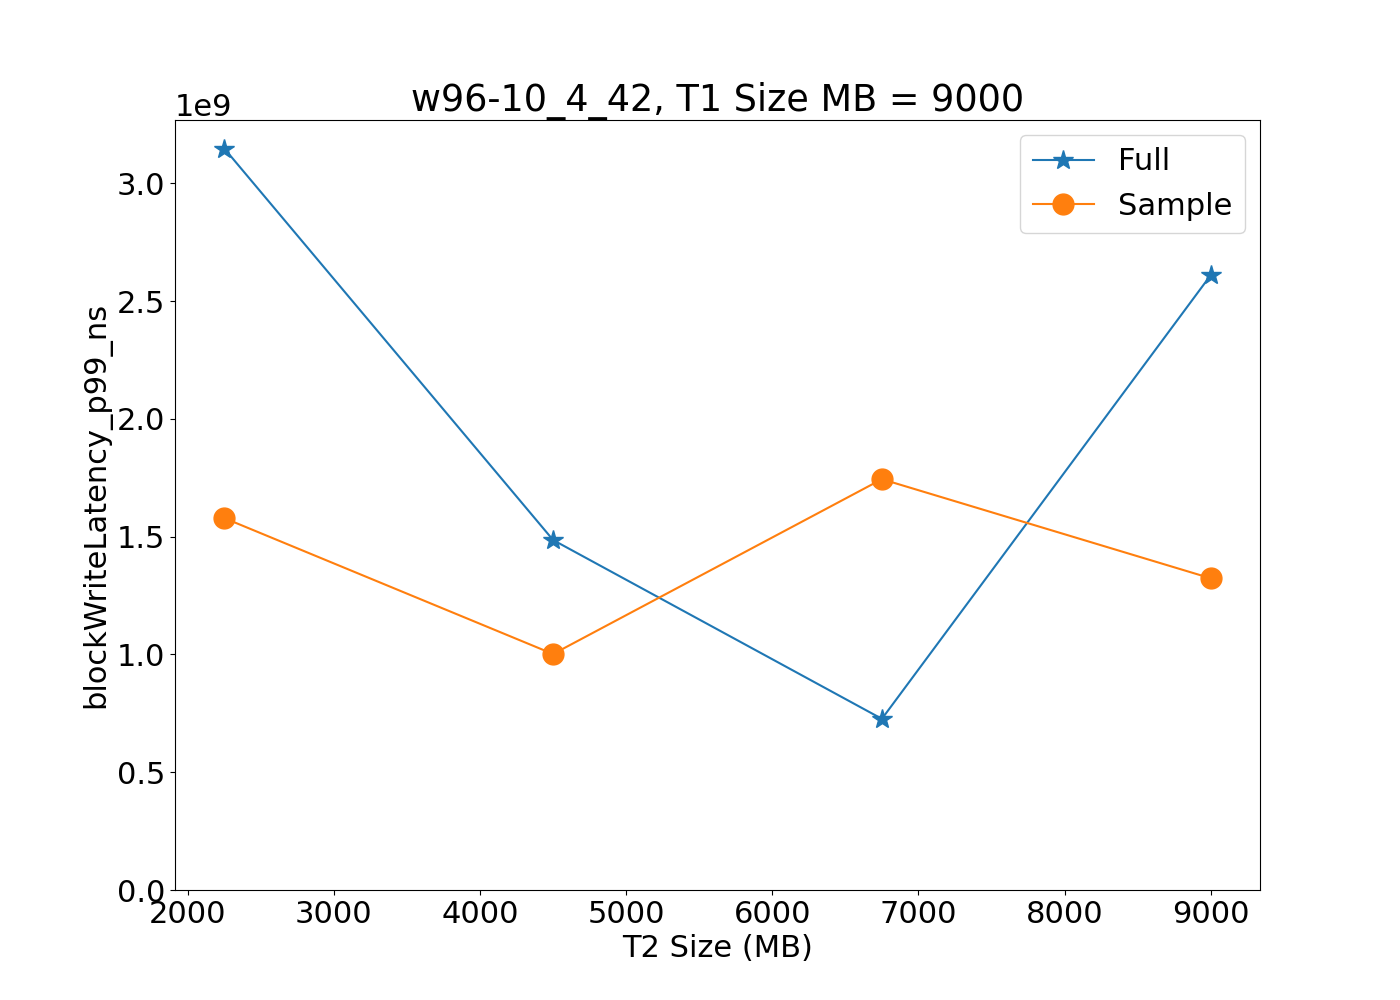 w96-10_4_42, T1 Size MB = 9000
1e9
Full
Sample
3.0
2.5
2.0
1.5
1.0
0.5
0.0
blockWriteLatency_p99_ns
2000 3000 4000 5000 6000 7000 8000 9000
T2 Size (MB)